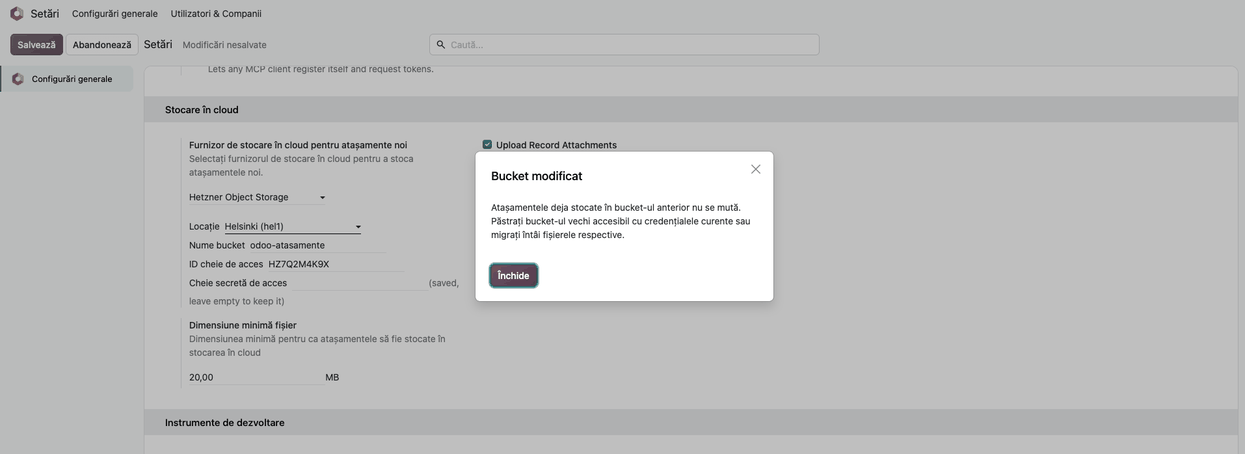 Setări Configurări generale Utilizatori & Companii
Salvează Abandonează Setări Modificări nesalvate Caută...
Configurări generale
Lets any MCP client register itself and request tokens.
Stocare în cloud
Furnizor de stocare în cloud pentru atașamente noi
Selectați furnizorul de stocare în cloud pentru a stoca
atașamentele noi.
Hetzner Object Storage
Locație Helsinki (hel1)
Nume bucket odoo-atasamente
ID cheie de acces HZ7Q2M4K9X
Cheie secretă de acces (saved,
leave empty to keep it)
Dimensiune minimă fișier
Dimensiunea minimă pentru ca atașamentele să fie stocate în
stocarea în cloud
20,00 MB
Upload Record Attachments
Bucket modificat
Atașamentele deja stocate în bucket-ul anterior nu se mută.
Păstrați bucket-ul vechi accesibil cu credențialele curente sau
migrați întâi fișierele respective.
Închide
Instrumente de dezvoltare